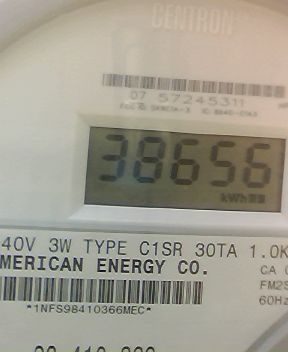 CENTRON
07 57245311
38656
kWh
40V 3W TYPE C1SR 30TA 1.0K
MERICAN ENERGY CO.
CA
FM2S
60Hz
*1NFS98410366MEC*